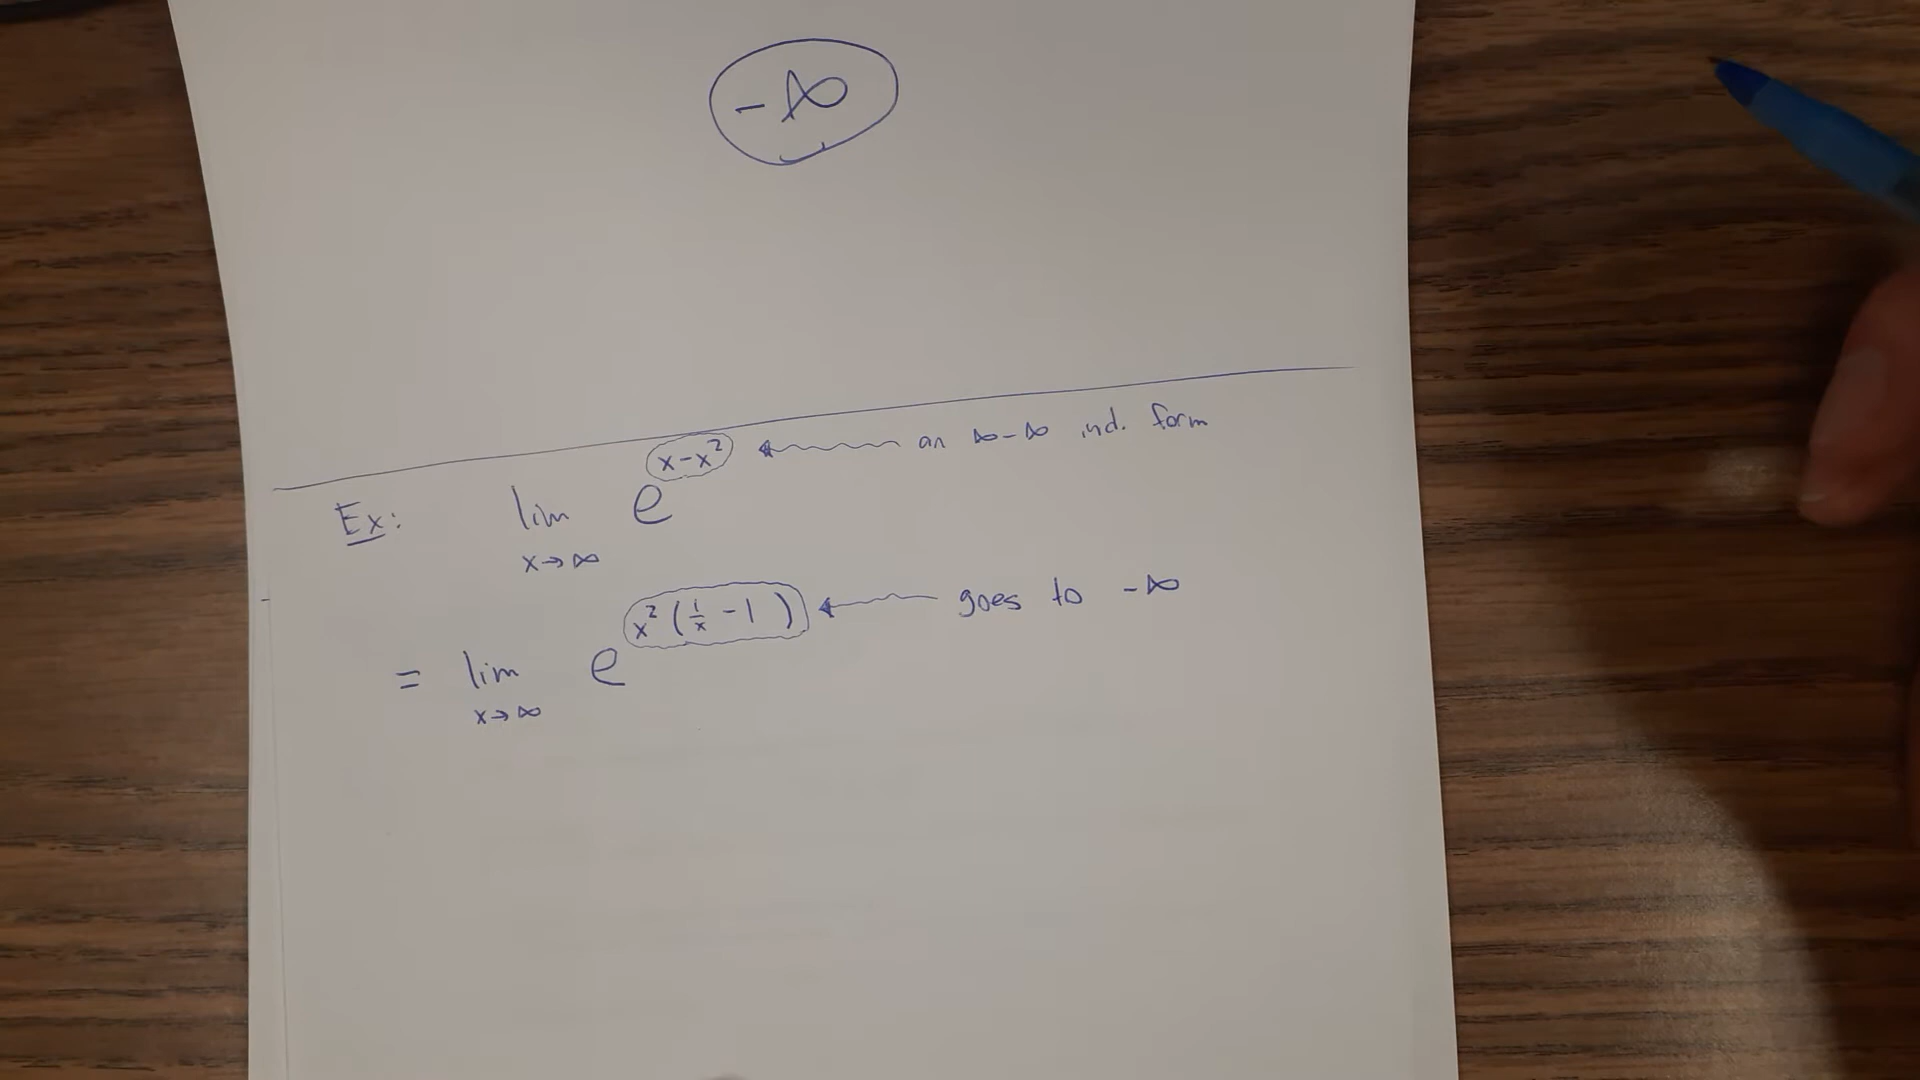 -∞
Ex: lim x→∞ e^(x-x²) ← an ∞-∞ ind. form
= lim x→∞ e^(x²(1/x -1)) ← goes to -∞